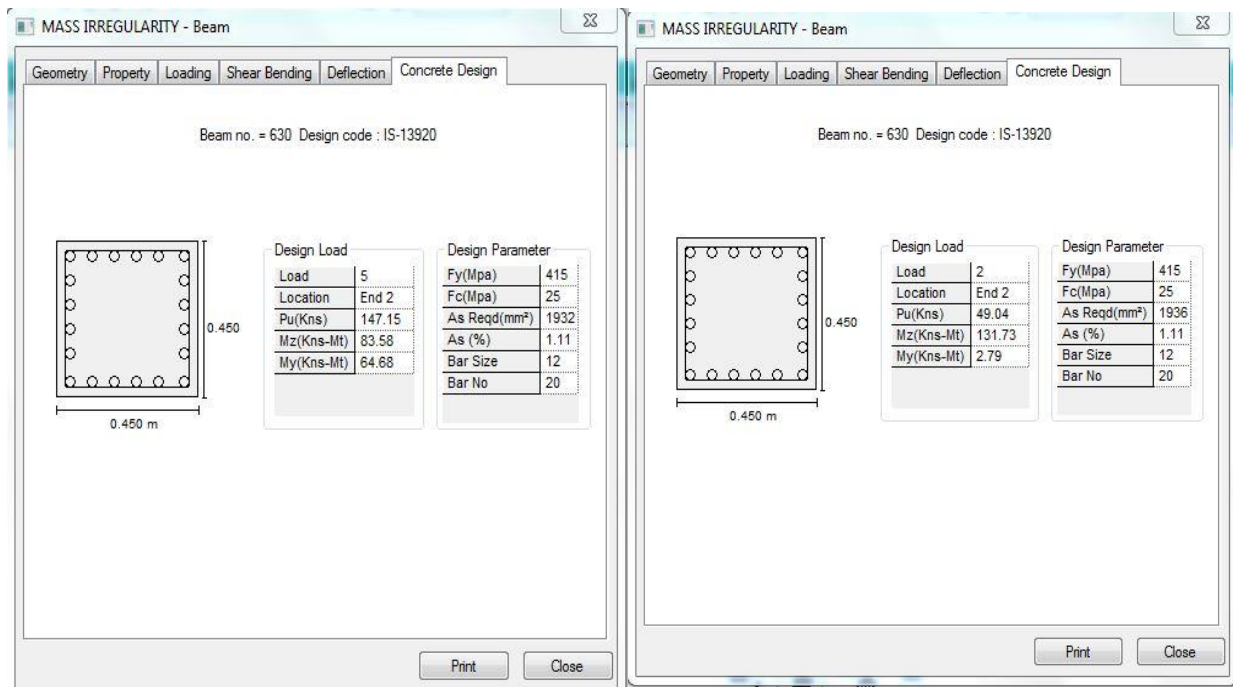 MASS IRREGULARITY - Beam
Geometry Property Loading Shear Bending Deflection Concrete Design
Beam no. = 630 Design code : IS-13920
0.450
0.450 m
Design Load
Load 5
Location End 2
Pu(Kns) 147.15
Mz(Kns-Mt) 83.58
My(Kns-Mt) 64.68
Design Parameter
Fy(Mpa) 415
Fc(Mpa) 25
As Reqd(mm²) 1932
As (%) 1.11
Bar Size 12
Bar No 20
Print Close
MASS IRREGULARITY - Beam
Geometry Property Loading Shear Bending Deflection Concrete Design
Beam no. = 630 Design code : IS-13920
0.450
0.450 m
Design Load
Load 2
Location End 2
Pu(Kns) 49.04
Mz(Kns-Mt) 131.73
My(Kns-Mt) 2.79
Design Parameter
Fy(Mpa) 415
Fc(Mpa) 25
As Reqd(mm²) 1936
As (%) 1.11
Bar Size 12
Bar No 20
Print Close